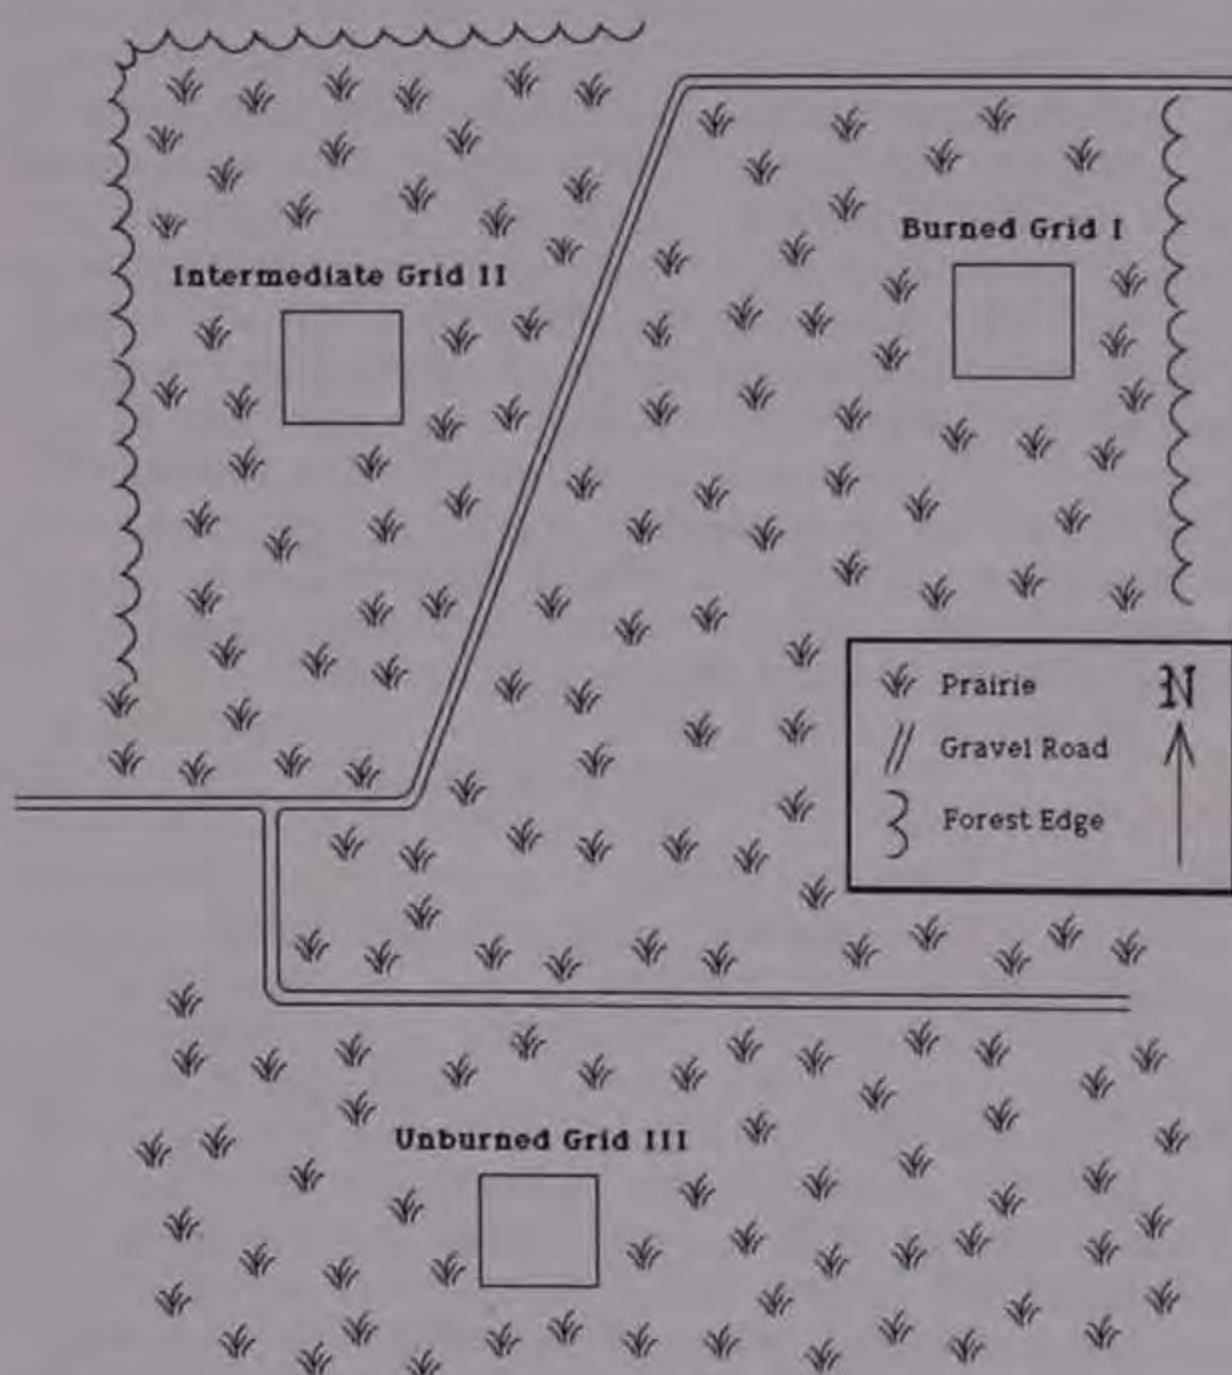 Burned Grid I
Intermediate Grid II
Prairie
N
Gravel Road
Forest Edge
Unburned Grid III